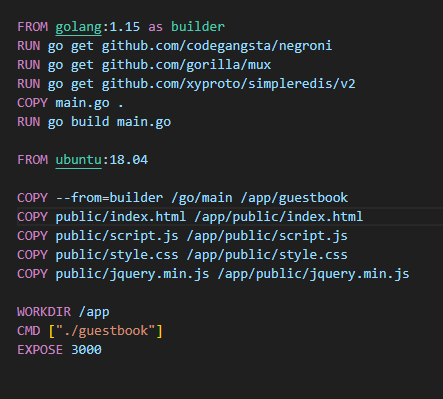 FROM golang:1.15 as builder
RUN go get github.com/codegangsta/negroni
RUN go get github.com/gorilla/mux
RUN go get github.com/xyproto/simpleredis/v2
COPY main.go .
RUN go build main.go
FROM ubuntu:18.04
COPY --from=builder /go/main /app/guestbook
COPY public/index.html /app/public/index.html
COPY public/script.js /app/public/script.js
COPY public/style.css /app/public/style.css
COPY public/jquery.min.js /app/public/jquery.min.js
WORKDIR /app
CMD ["./guestbook"]
EXPOSE 3000